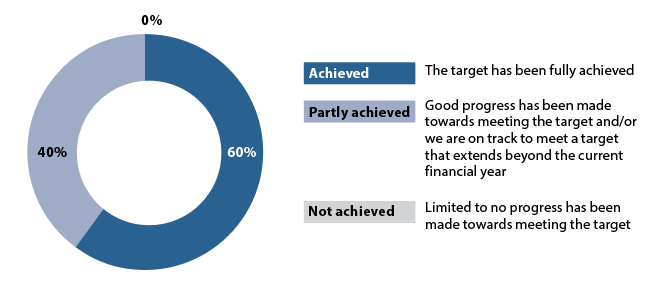 0%
40%
60%
Achieved
The target has been fully achieved
Partly achieved
Good progress has been made
towards meeting the target and/or
we are on track to meet a target
that extends beyond the current
financial year
Not achieved
Limited to no progress has been
made towards meeting the target